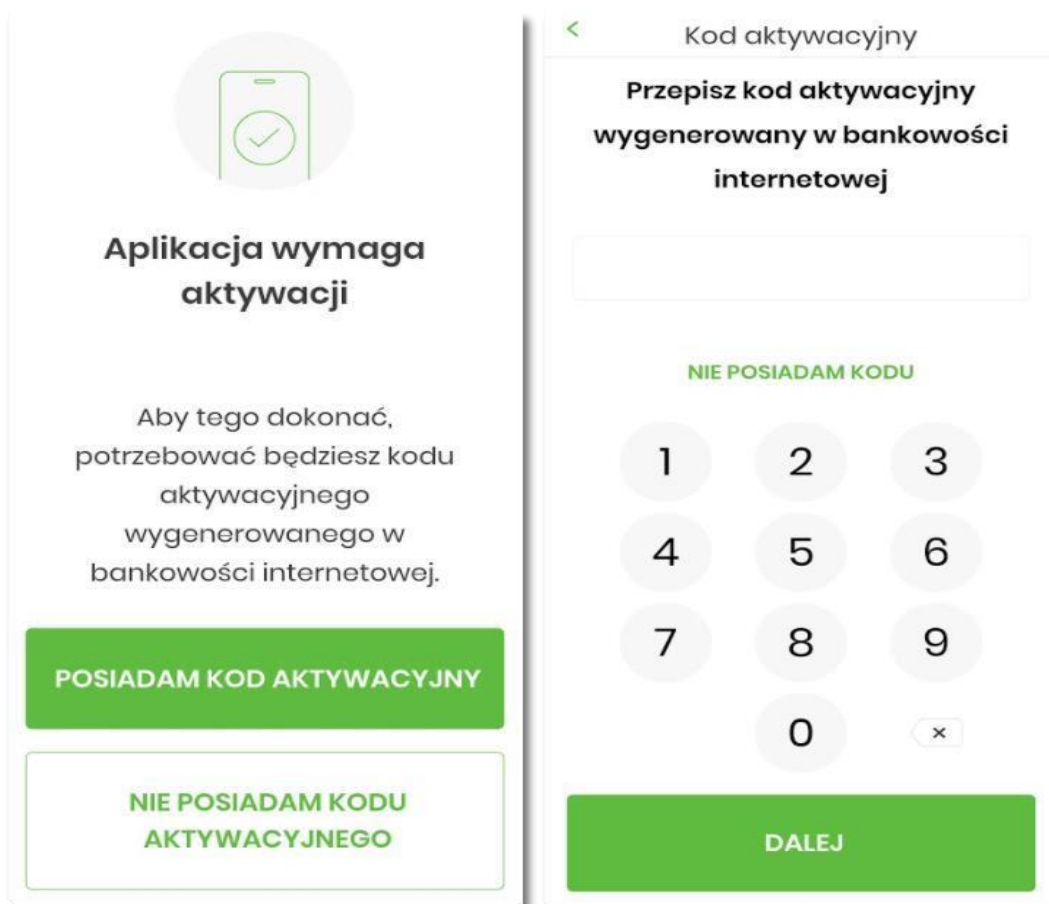 Aplikacja wymaga
aktywacji
Aby tego dokonać,
potrzebować będziesz kodu
aktywacyjnego
wygenerowanego w
bankowości internetowej.
POSIADAM KOD AKTYWACYJNY
NIE POSIADAM KODU
AKTYWACYJNEGO
Kod aktywacyjny
Przepisz kod aktywacyjny
wygenerowany w bankowości
internetowej
NIE POSIADAM KODU
1 2 3
4 5 6
7 8 9
0
DALEJ